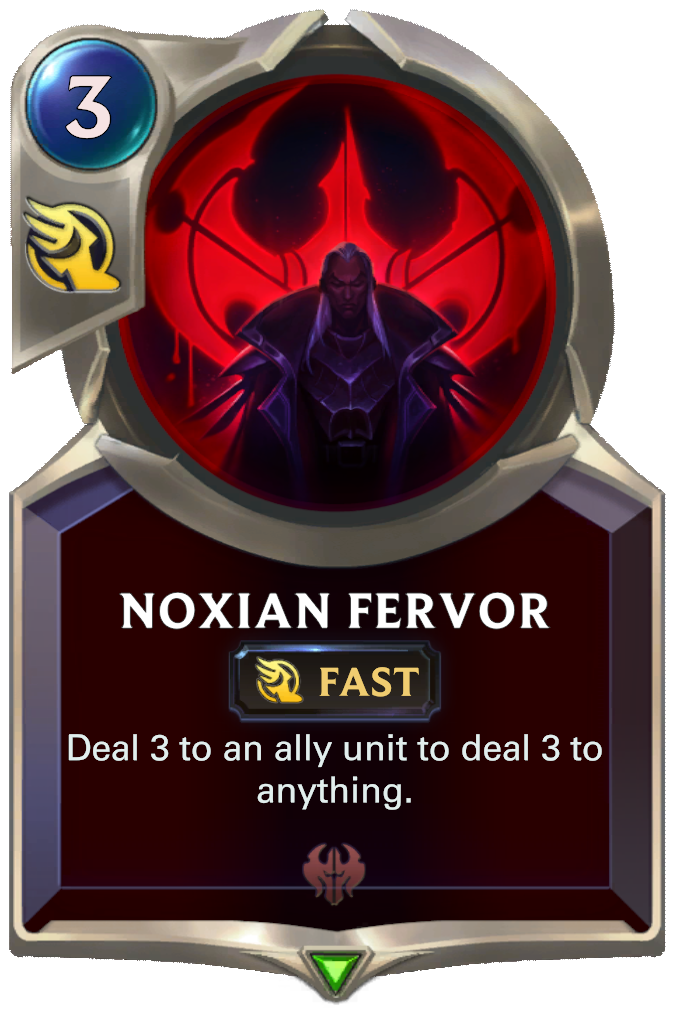 3
NOXIAN FERVOR
FAST
Deal 3 to an ally unit to deal 3 to
anything.